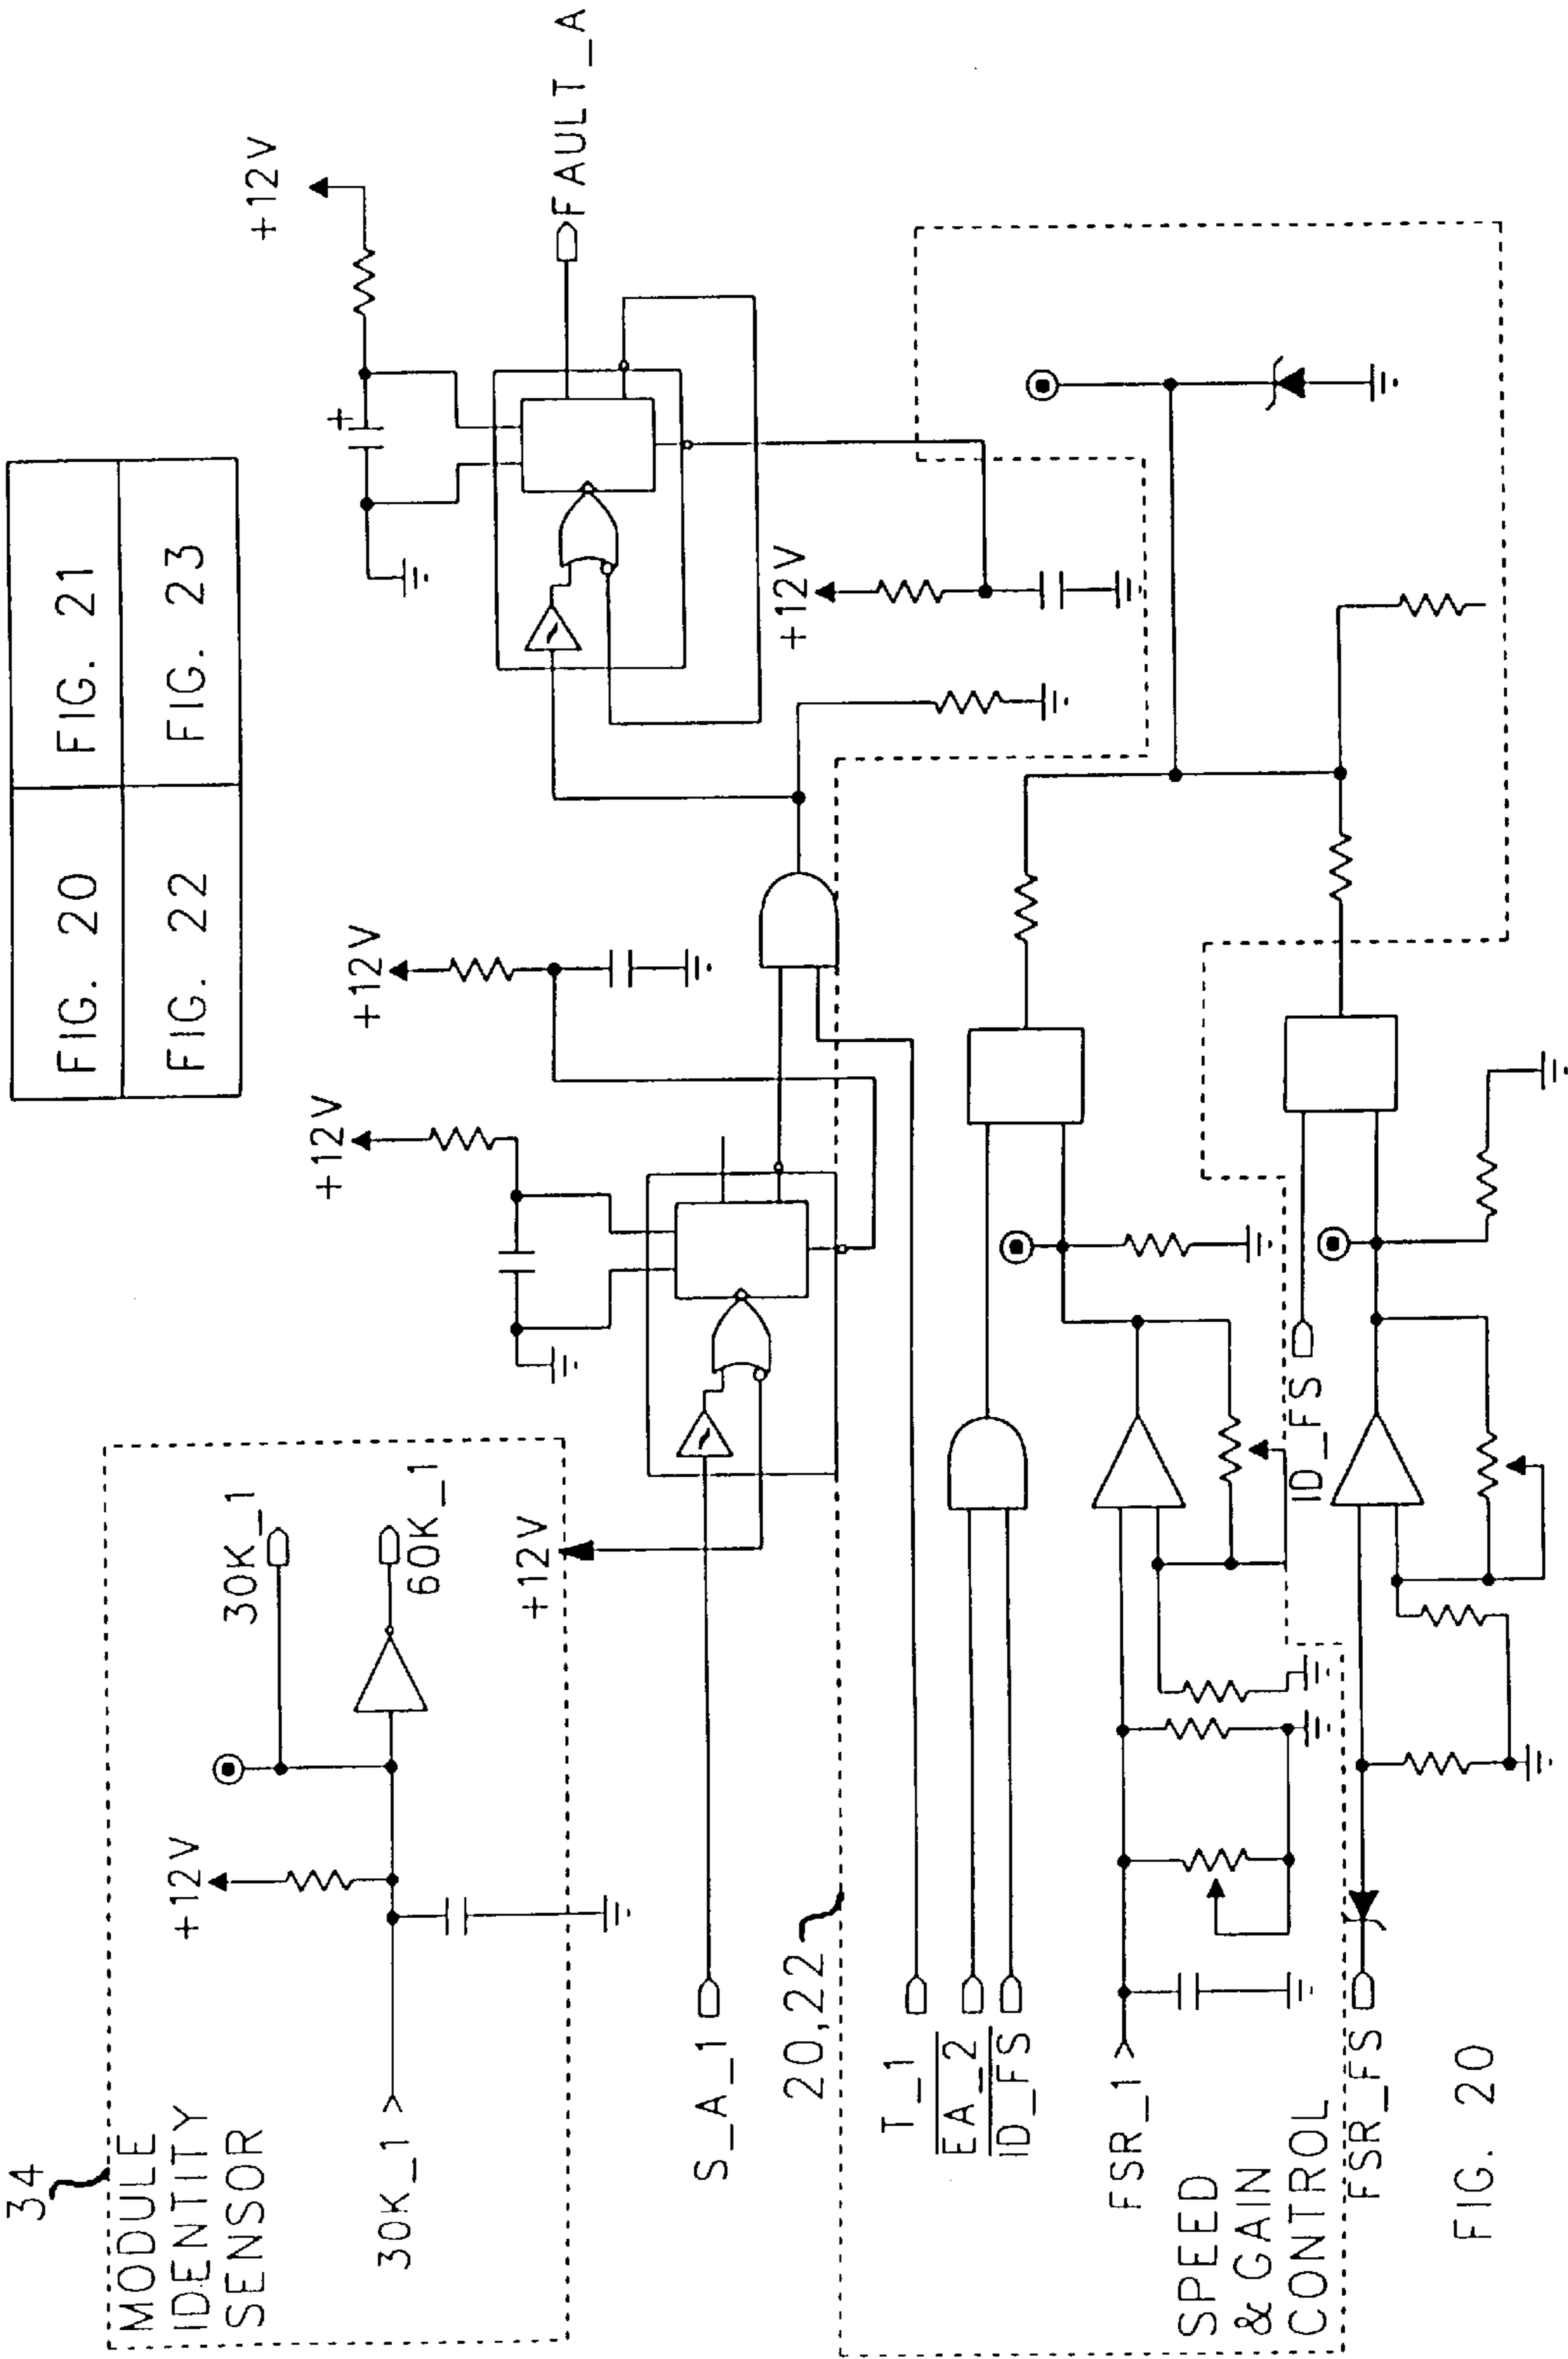 34
MODULE
IDENTITY
SENSOR
30K_1
+12V
30K_1
60K_1
FIG. 20
FIG. 21
FIG. 22
FIG. 23
+12V
+12V
+12V
+12V
FAULT_A
+12V
S_A_1
20,22
T_1
EA_2
ID_FS
FSR_1
SPEED
& GAIN
CONTROL
ID_FS
FSR_FS
FIG. 20